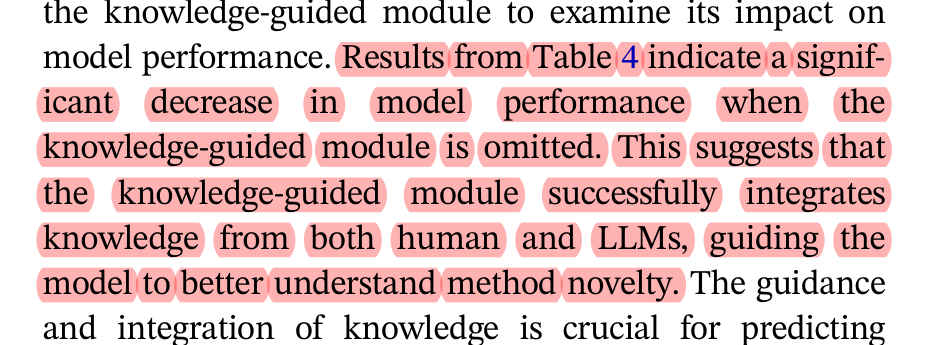 the knowledge-guided module to examine its impact on
model performance. Results from Table 4 indicate a signif-
icant decrease in model performance when the
knowledge-guided module is omitted. This suggests that
the knowledge-guided module successfully integrates
knowledge from both human and LLMs, guiding the
model to better understand method novelty. The guidance
and integration of knowledge is crucial for predicting